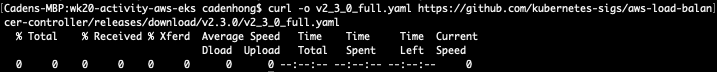 [Cadens-MBP:wk20-activity-aws-eks cadenhong$ curl -o v2_3_0_full.yaml https://github.com/kubernetes-sigs/aws-load-balan]
cer-controller/releases/download/v2.3.0/v2_3_0_full.yaml
% Total % Received % Xferd Average Speed Time Time Time Current
Dload Upload Total Spent Left Speed
0 0 0 0 0 0 0 0 --:--:-- --:--:-- --:--:-- 0